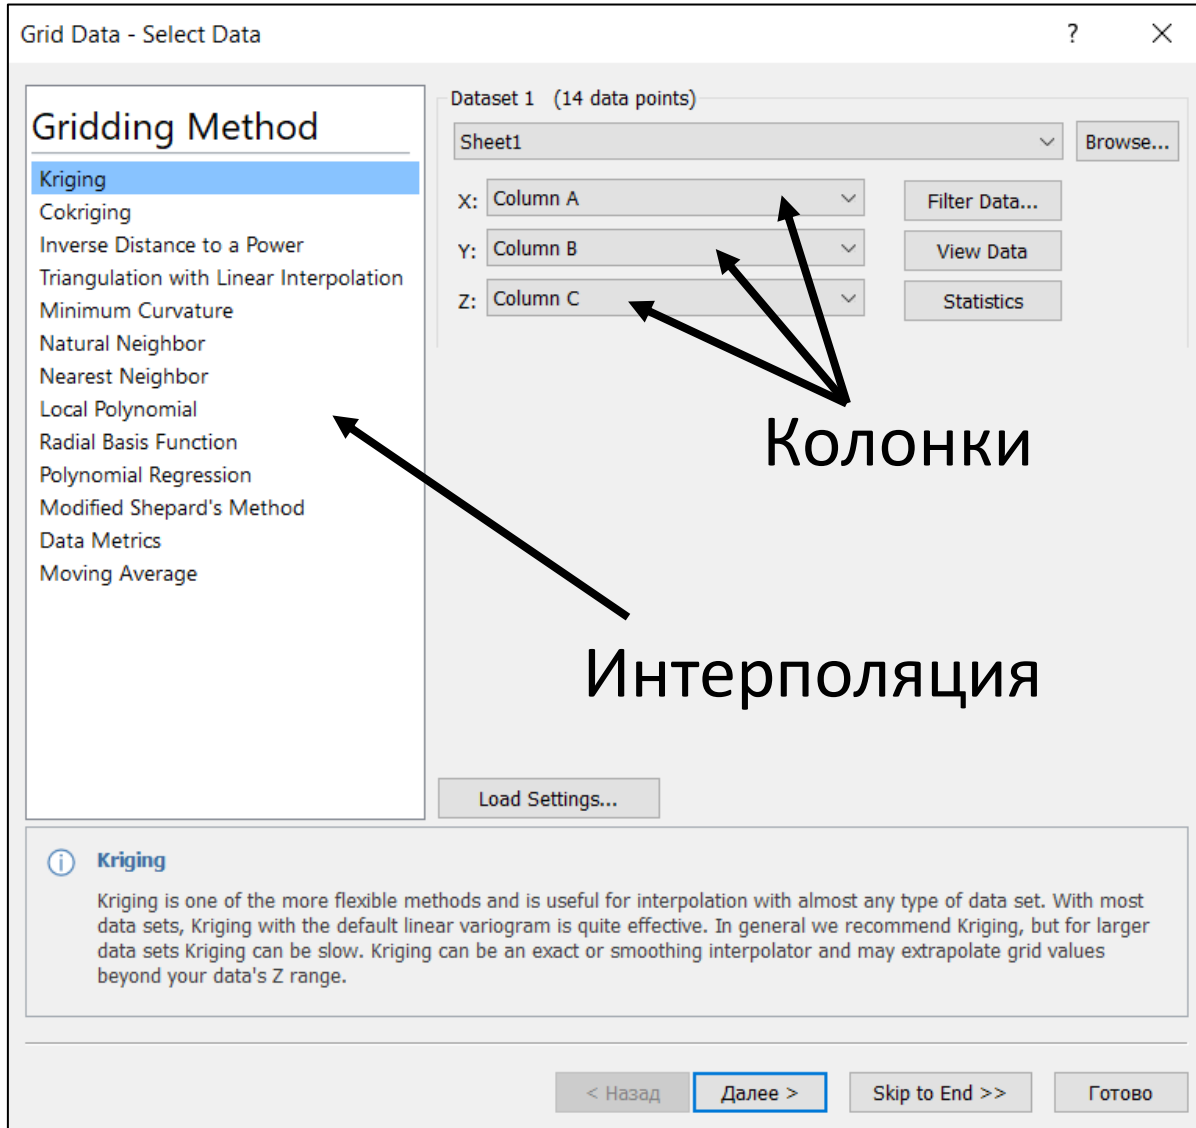 Grid Data - Select Data
?
Gridding Method
Kriging
Cokriging
Inverse Distance to a Power
Triangulation with Linear Interpolation
Minimum Curvature
Natural Neighbor
Nearest Neighbor
Local Polynomial
Radial Basis Function
Polynomial Regression
Modified Shepard's Method
Data Metrics
Moving Average
Dataset 1 (14 data points)
Sheet1
Browse...
X: Column A
Filter Data...
Y: Column B
View Data
Z: Column C
Statistics
Колонки
Интерполяция
Load Settings...
Kriging
Kriging is one of the more flexible methods and is useful for interpolation with almost any type of data set. With most
data sets, Kriging with the default linear variogram is quite effective. In general we recommend Kriging, but for larger
data sets Kriging can be slow. Kriging can be an exact or smoothing interpolator and may extrapolate grid values
beyond your data's Z range.
< Назад
Далее >
Skip to End >>
Готово